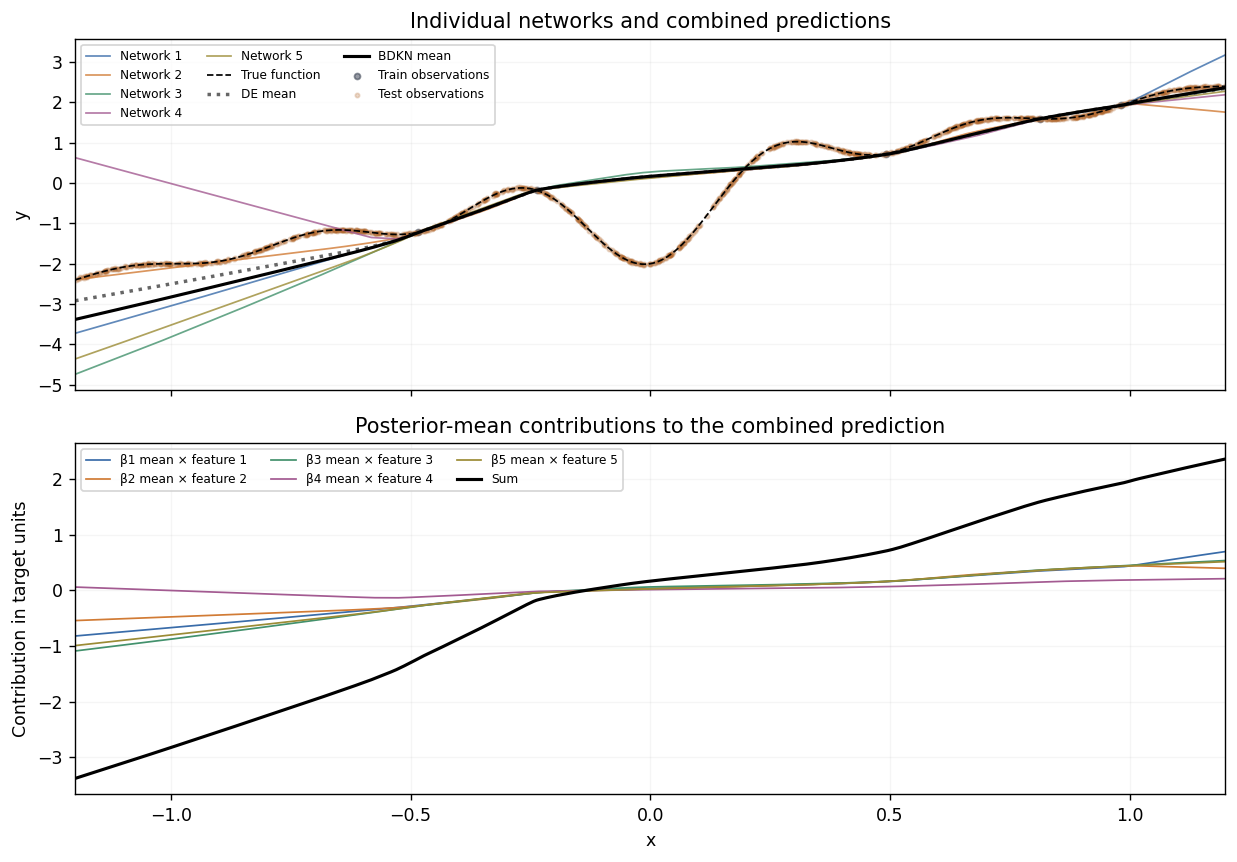 Individual networks and combined predictions
Network 1
Network 2
Network 3
Network 4
Network 5
True function
DE mean
BDKN mean
Train observations
Test observations
3
2
1
0
−1
−2
−3
−4
−5
y
Posterior-mean contributions to the combined prediction
β1 mean × feature 1
β2 mean × feature 2
β3 mean × feature 3
β4 mean × feature 4
β5 mean × feature 5
Sum
2
1
0
−1
−2
−3
Contribution in target units
−1.0 −0.5 0.0 0.5 1.0
x